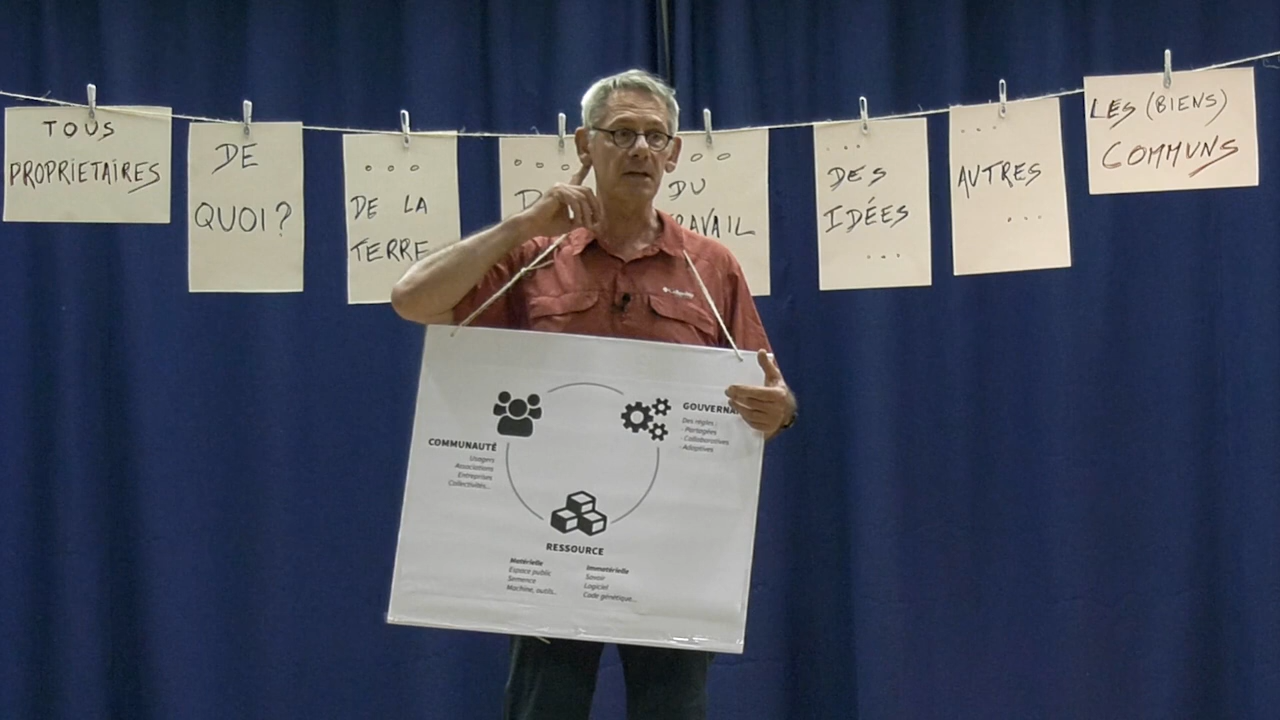 TOUS
PROPRIETAIRES
DE
QUOI?
...
DE LA
TERRE
...
...
DU
...
DES
IDÉES
...
....
AUTRES
...
LES (BIENS)
COMMUNS
Columbia
COMMUNAUTÉ
Usagers
Associations
Entreprises
Collectivités...
Des règles :
- Partagées
- Collaboratives
- Adaptives
RESSOURCE
Matérielle
Espace public
Semence
Machine, outils...
Immatérielle
Savoir
Logiciel
Code génétique...